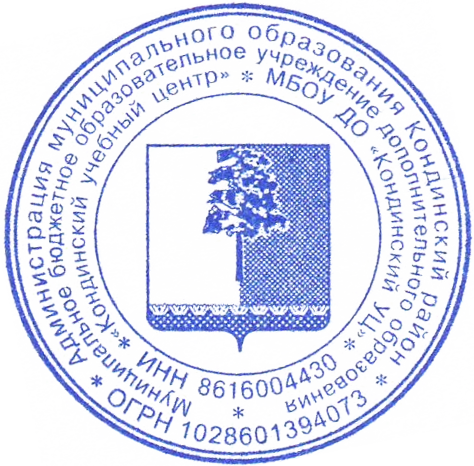 Администрация муниципального образования Кондинский район * ОГРН 1028601394073 *
Муниципальное бюджетное образовательное учреждение дополнительного образования *
«Кондинский учебный центр» * МБОУ ДО «Кондинский УЦ» * ИНН 8616004430 *